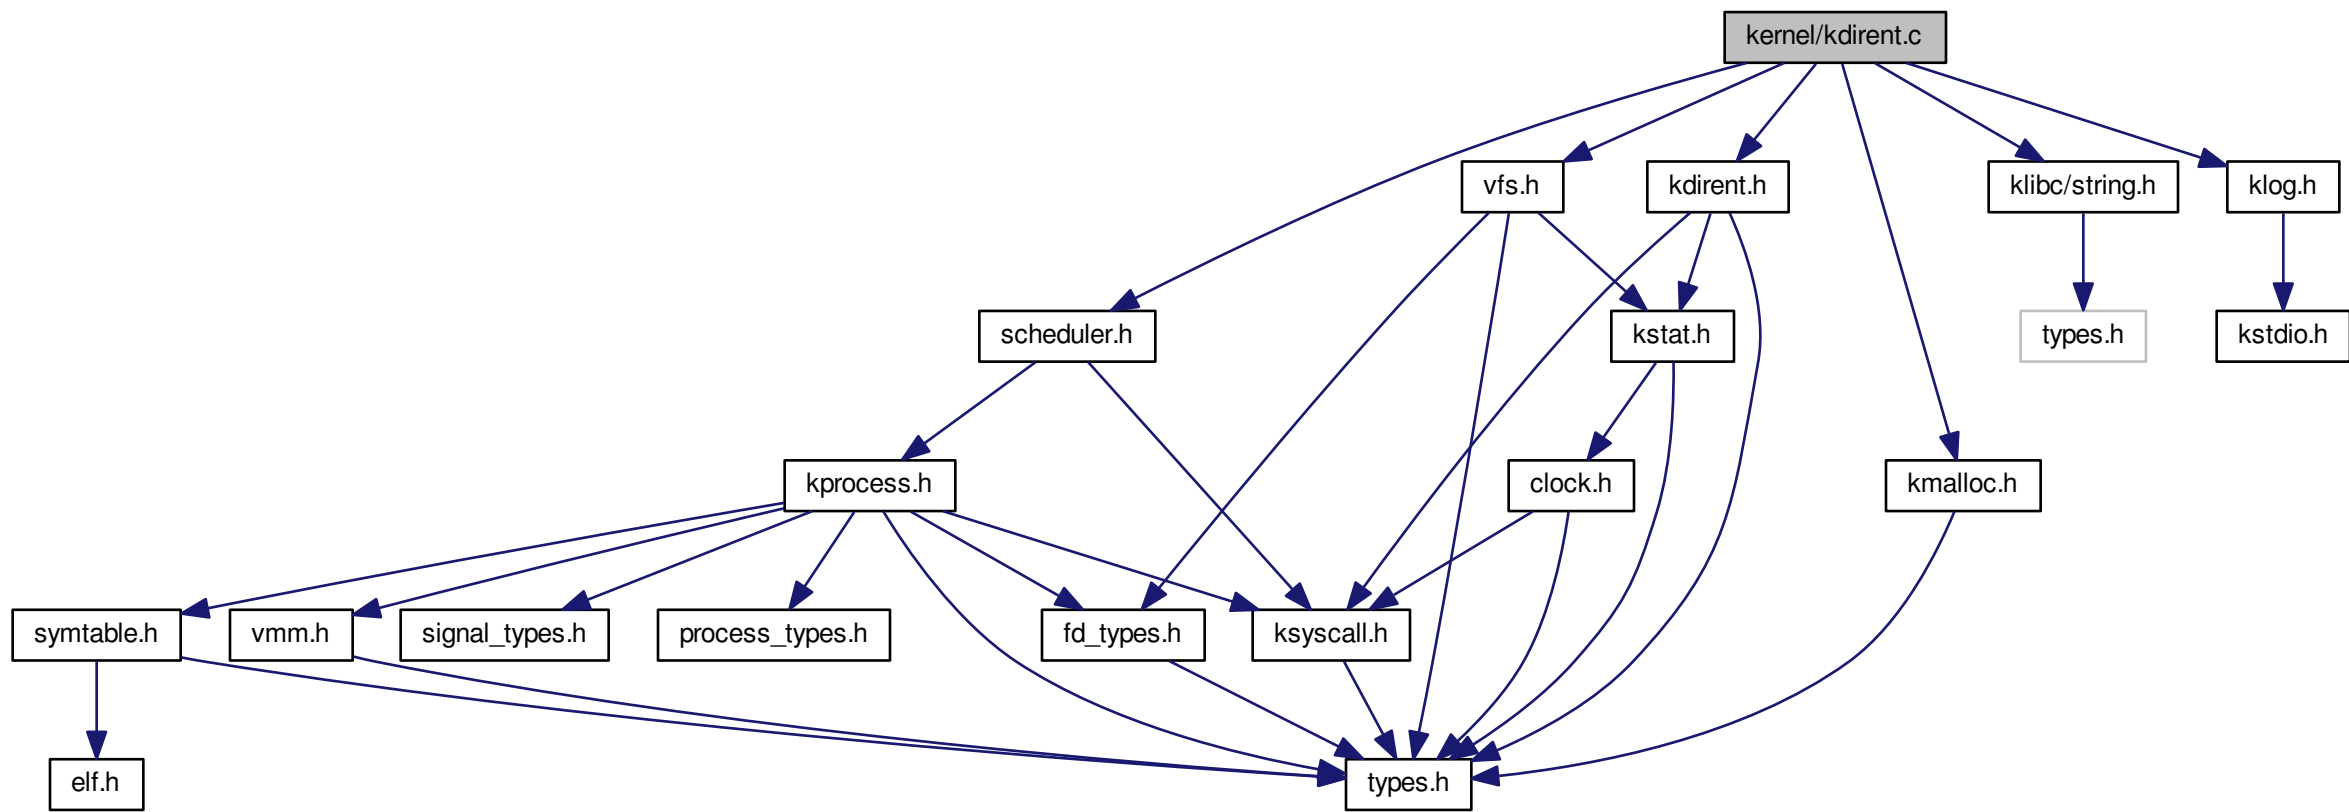 kernel/kdirent.c
vfs.h
kdirent.h
klibc/string.h
klog.h
scheduler.h
kstat.h
types.h
kstdio.h
kprocess.h
clock.h
kmalloc.h
symtable.h
vmm.h
signal_types.h
process_types.h
fd_types.h
ksyscall.h
elf.h
types.h